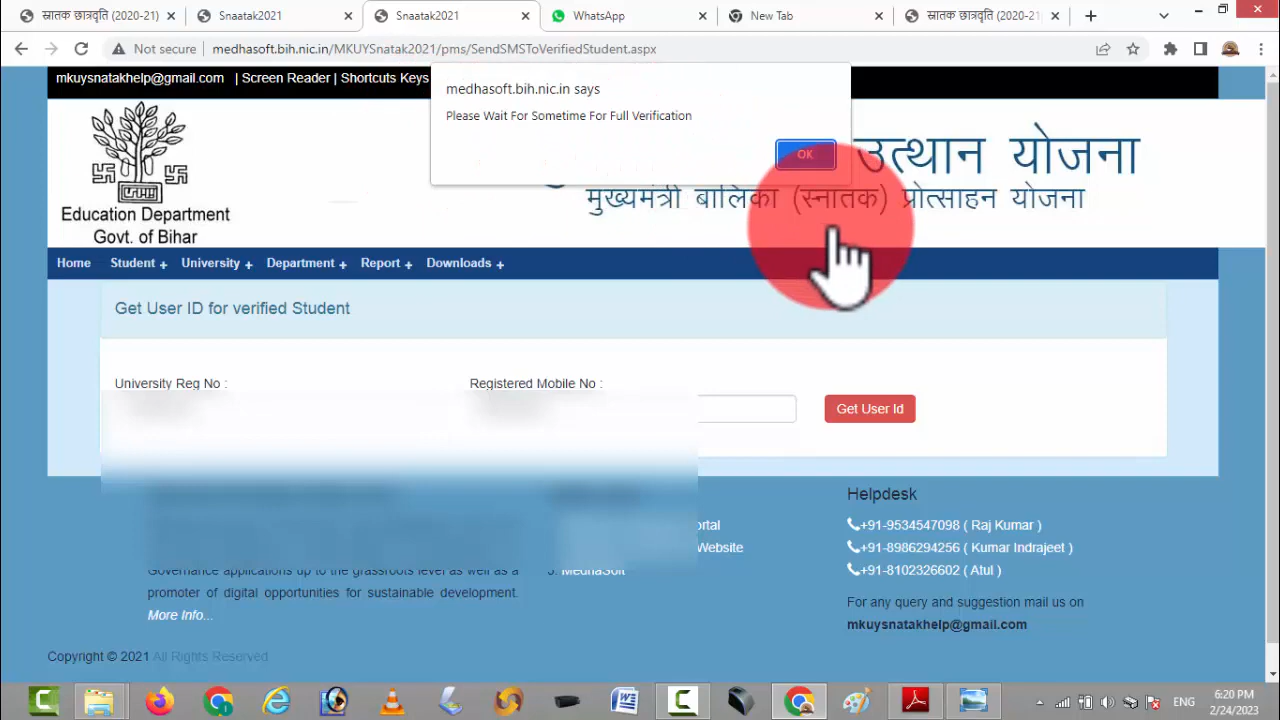 स्नातक छात्रवृति (2020-21)
Snaatak2021
Snaatak2021
WhatsApp
New Tab
स्नातक छात्रवृति (2020-21)
Not secure
medhasoft.bih.nic.in/MKUYSnatak2021/pms/SendSMSToVerifiedStudent.aspx
mkuysnatakhelp@gmail.com | Screen Reader | Shortcuts Keys
medhasoft.bih.nic.in says
Please Wait For Sometime For Full Verification
OK
उत्थान योजना
मुख्यमंत्री बालिका (स्नातक) प्रोत्साहन योजना
Education Department
Govt. of Bihar
Home Student + University + Department + Report + Downloads +
Get User ID for verified Student
University Reg No :
Registered Mobile No :
Get User Id
Helpdesk
+91-9534547098 ( Raj Kumar )
+91-8986294256 ( Kumar Indrajeet )
+91-8102326602 ( Atul )
ortal
Website
Governance applications up to the grassroots level as well as a
promoter of digital opportunities for sustainable development.
More Info...
3. MedhaSoft
For any query and suggestion mail us on
mkuysnatakhelp@gmail.com
Copyright © 2021 All Rights Reserved
ENG
6:20 PM
2/24/2023